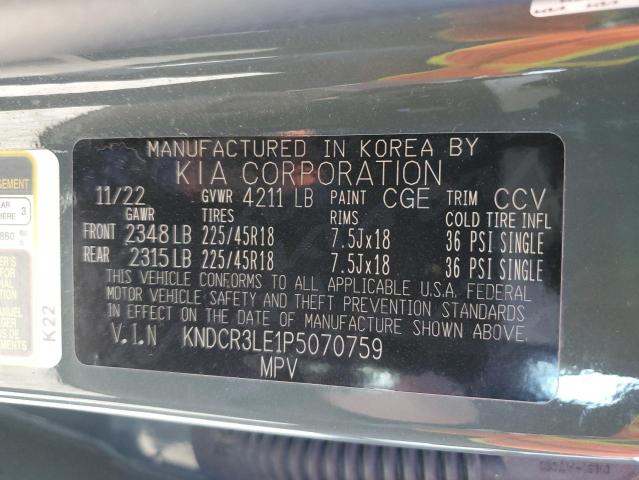 MANUFACTURED IN KOREA BY
KIA CORPORATION
11/22 GVWR 4211 LB PAINT CGE TRIM CCV
GAWR TIRES RIMS COLD TIRE INFL
FRONT 2348 LB 225/45R18 7.5Jx18 36 PSI SINGLE
REAR 2315 LB 225/45R18 7.5Jx18 36 PSI SINGLE
THIS VEHICLE CONFORMS TO ALL APPLICABLE U.S.A. FEDERAL
MOTOR VEHICLE SAFETY AND THEFT PREVENTION STANDARDS
IN EFFECT ON THE DATE OF MANUFACTURE SHOWN ABOVE.
V.I.N KNDCR3LE1P5070759
MPV
K22